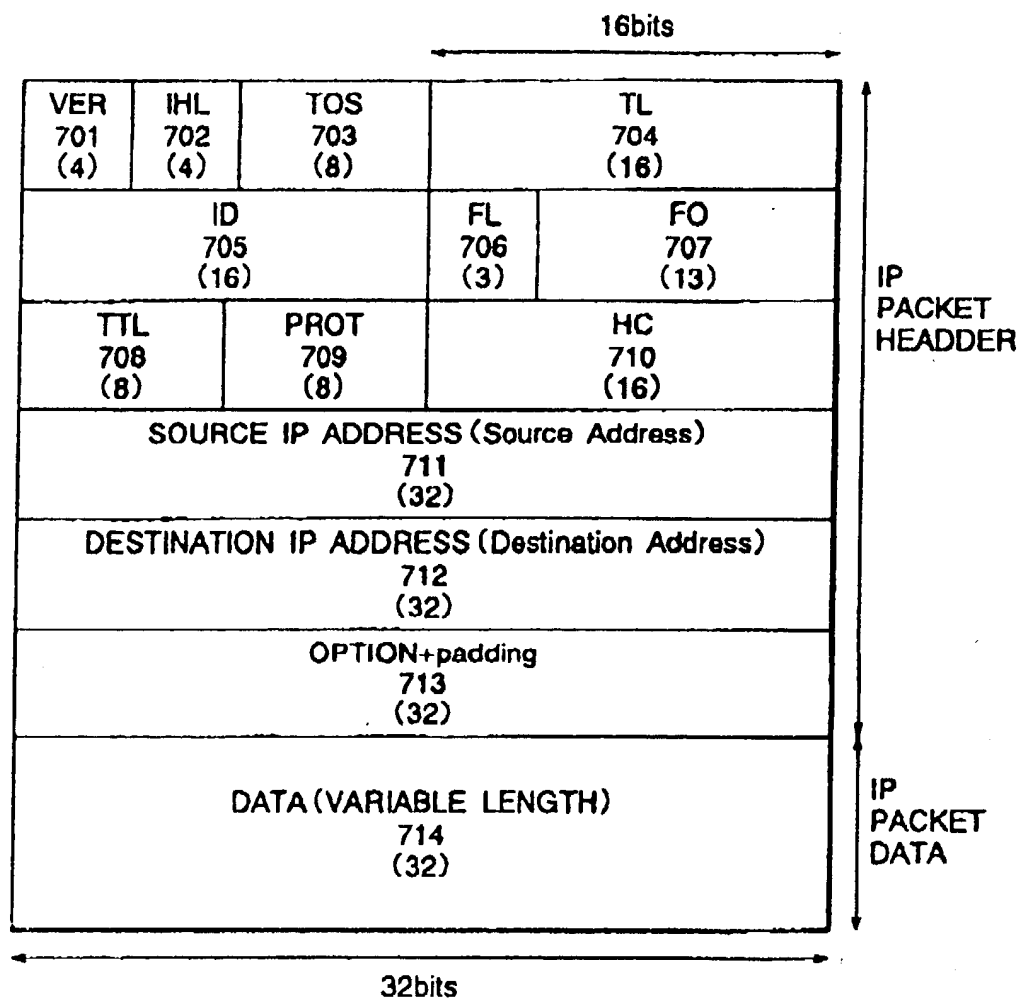 16bits
VER
701
(4)
IHL
702
(4)
TOS
703
(8)
TL
704
(16)
ID
705
(16)
FL
706
(3)
FO
707
(13)
TTL
708
(8)
PROT
709
(8)
HC
710
(16)
SOURCE IP ADDRESS (Source Address)
711
(32)
DESTINATION IP ADDRESS (Destination Address)
712
(32)
OPTION+padding
713
(32)
IP
PACKET
HEADDER
DATA (VARIABLE LENGTH)
714
(32)
IP
PACKET
DATA
32bits